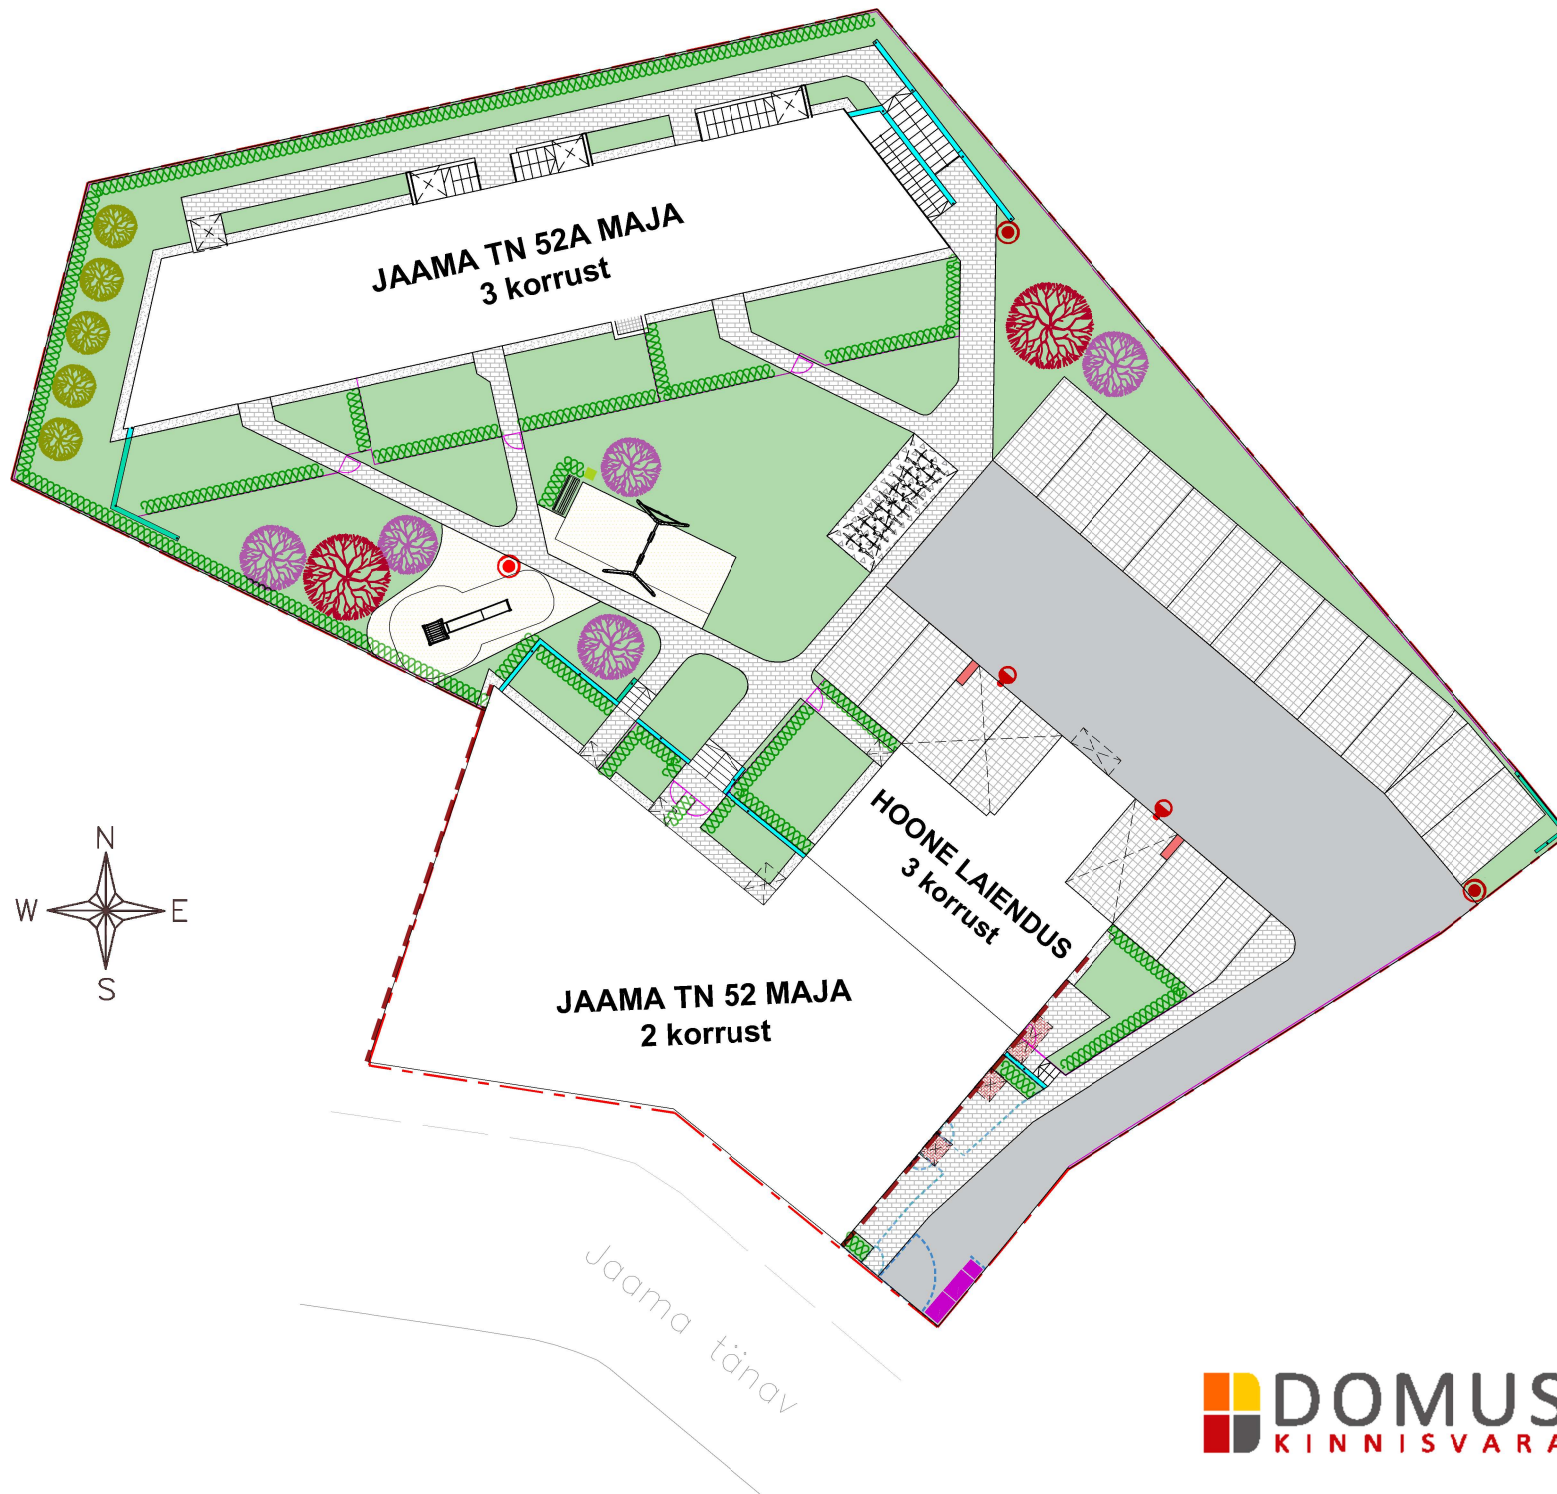 JAAMA TN 52A MAJA
3 korrust
HOONE LAIENDUS
3 korrust
JAAMA TN 52 MAJA
2 korrust
N
W
E
S
Jaama tänav
DOMUS
KINNISVARA